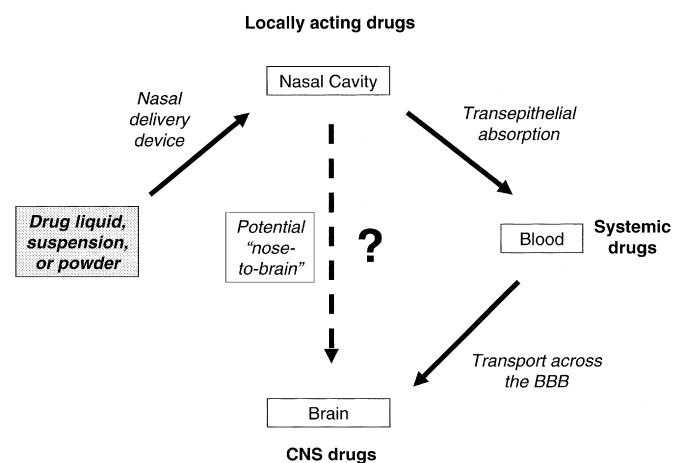 Locally acting drugs
Nasal Cavity
Nasal
delivery
device
Transepithelial
absorption
Drug liquid,
suspension,
or powder
Potential
“nose-
to-brain”
?
Blood
Systemic
drugs
Transport across
the BBB
Brain
CNS drugs